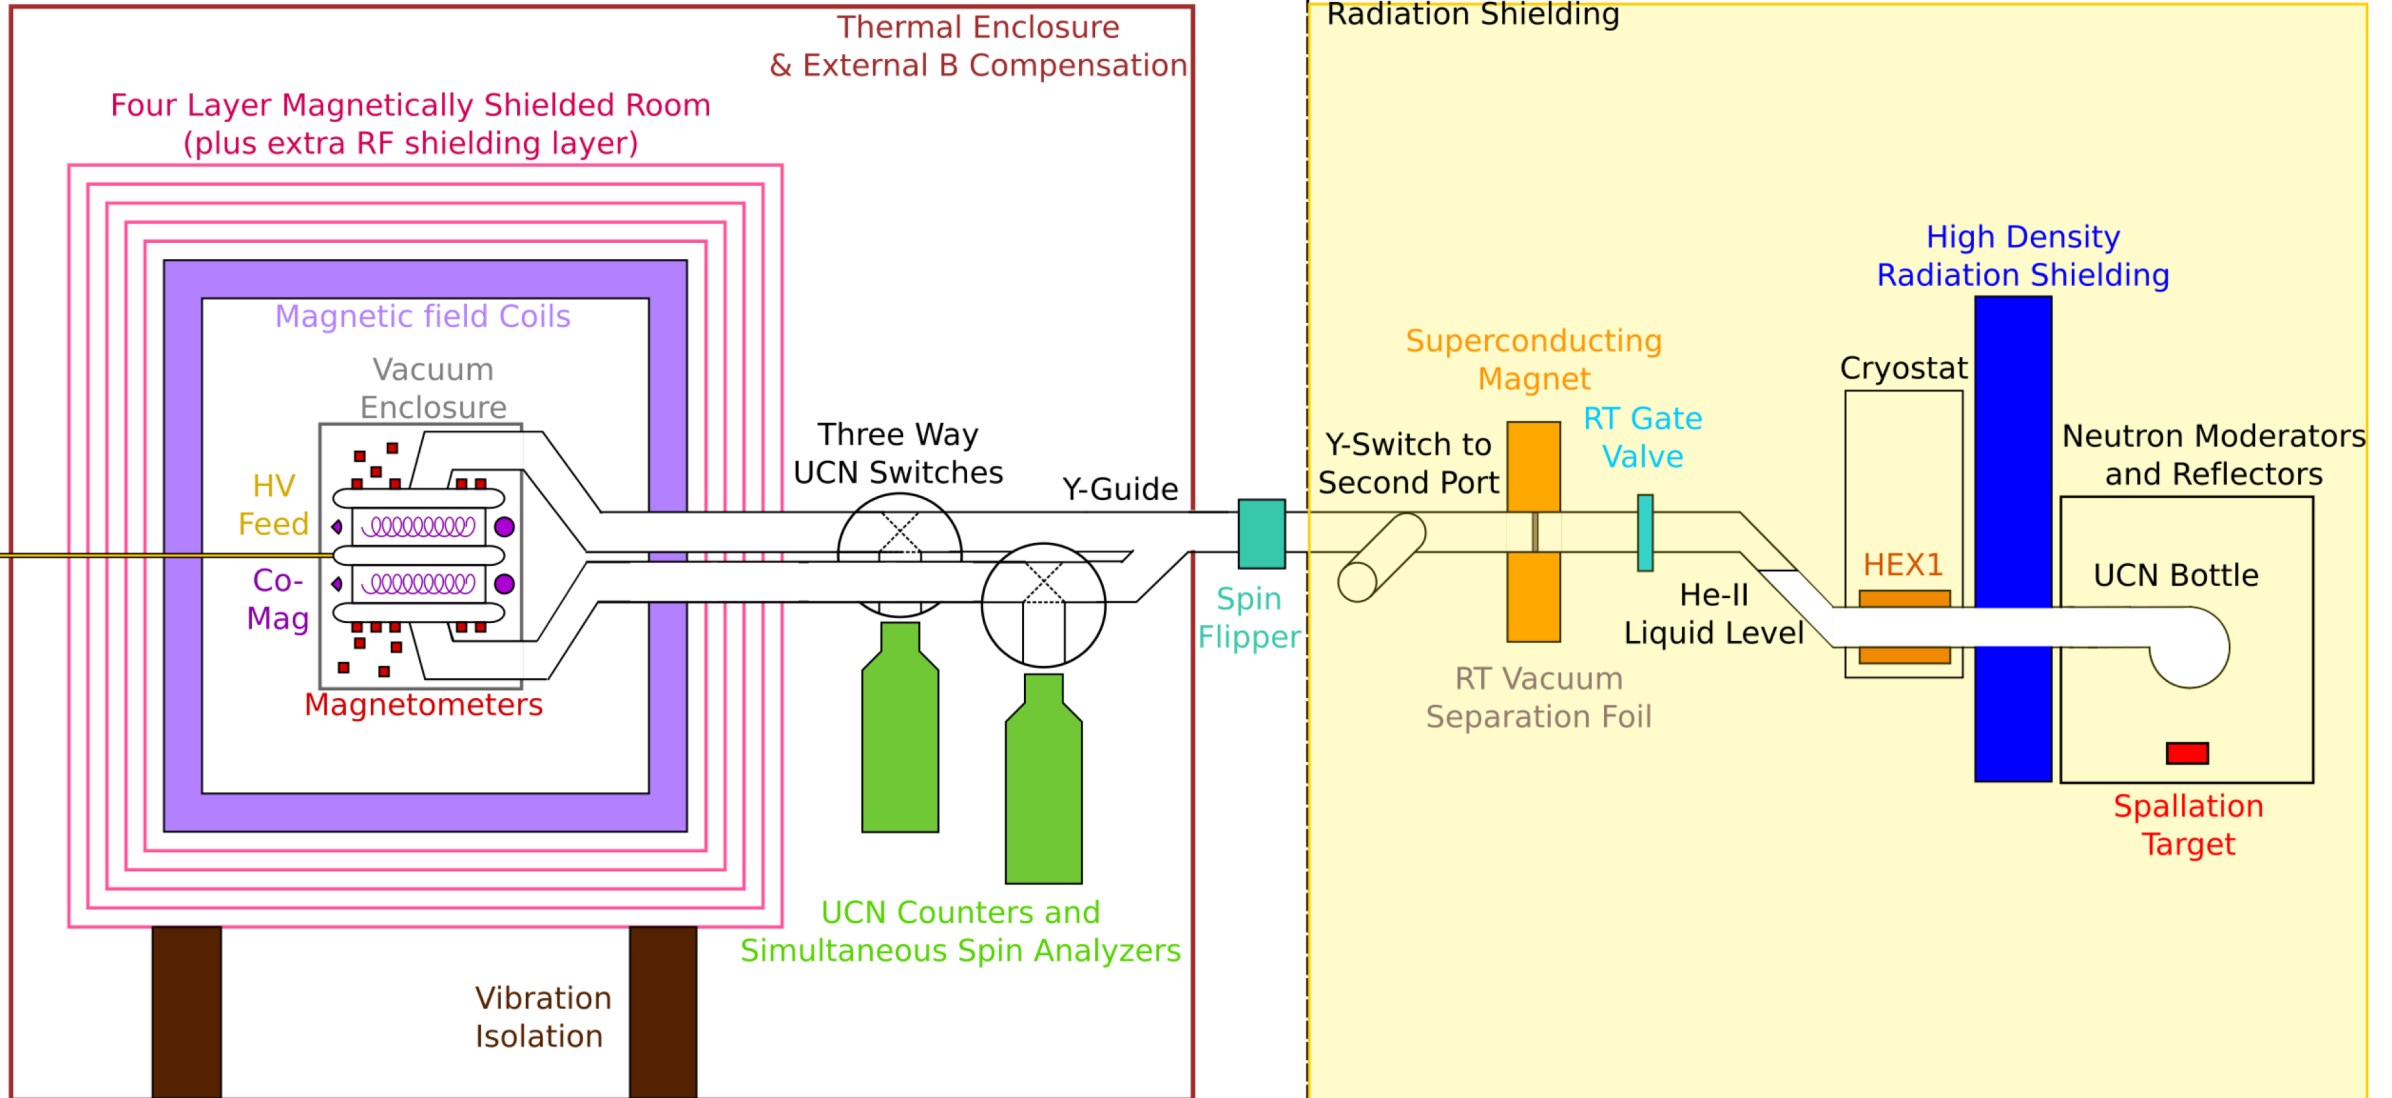 Thermal Enclosure
& External B Compensation
Radiation Shielding
Four Layer Magnetically Shielded Room
(plus extra RF shielding layer)
Magnetic field Coils
Vacuum
Enclosure
HV
Feed
Co-
Mag
Magnetometers
Three Way
UCN Switches
Y-Guide
UCN Counters and
Simultaneous Spin Analyzers
Vibration
Isolation
Spin
Flipper
Y-Switch to
Second Port
Superconducting
Magnet
RT Gate
Valve
RT Vacuum
Separation Foil
He-II
Liquid Level
Cryostat
HEX1
High Density
Radiation Shielding
Neutron Moderators
and Reflectors
UCN Bottle
Spallation
Target